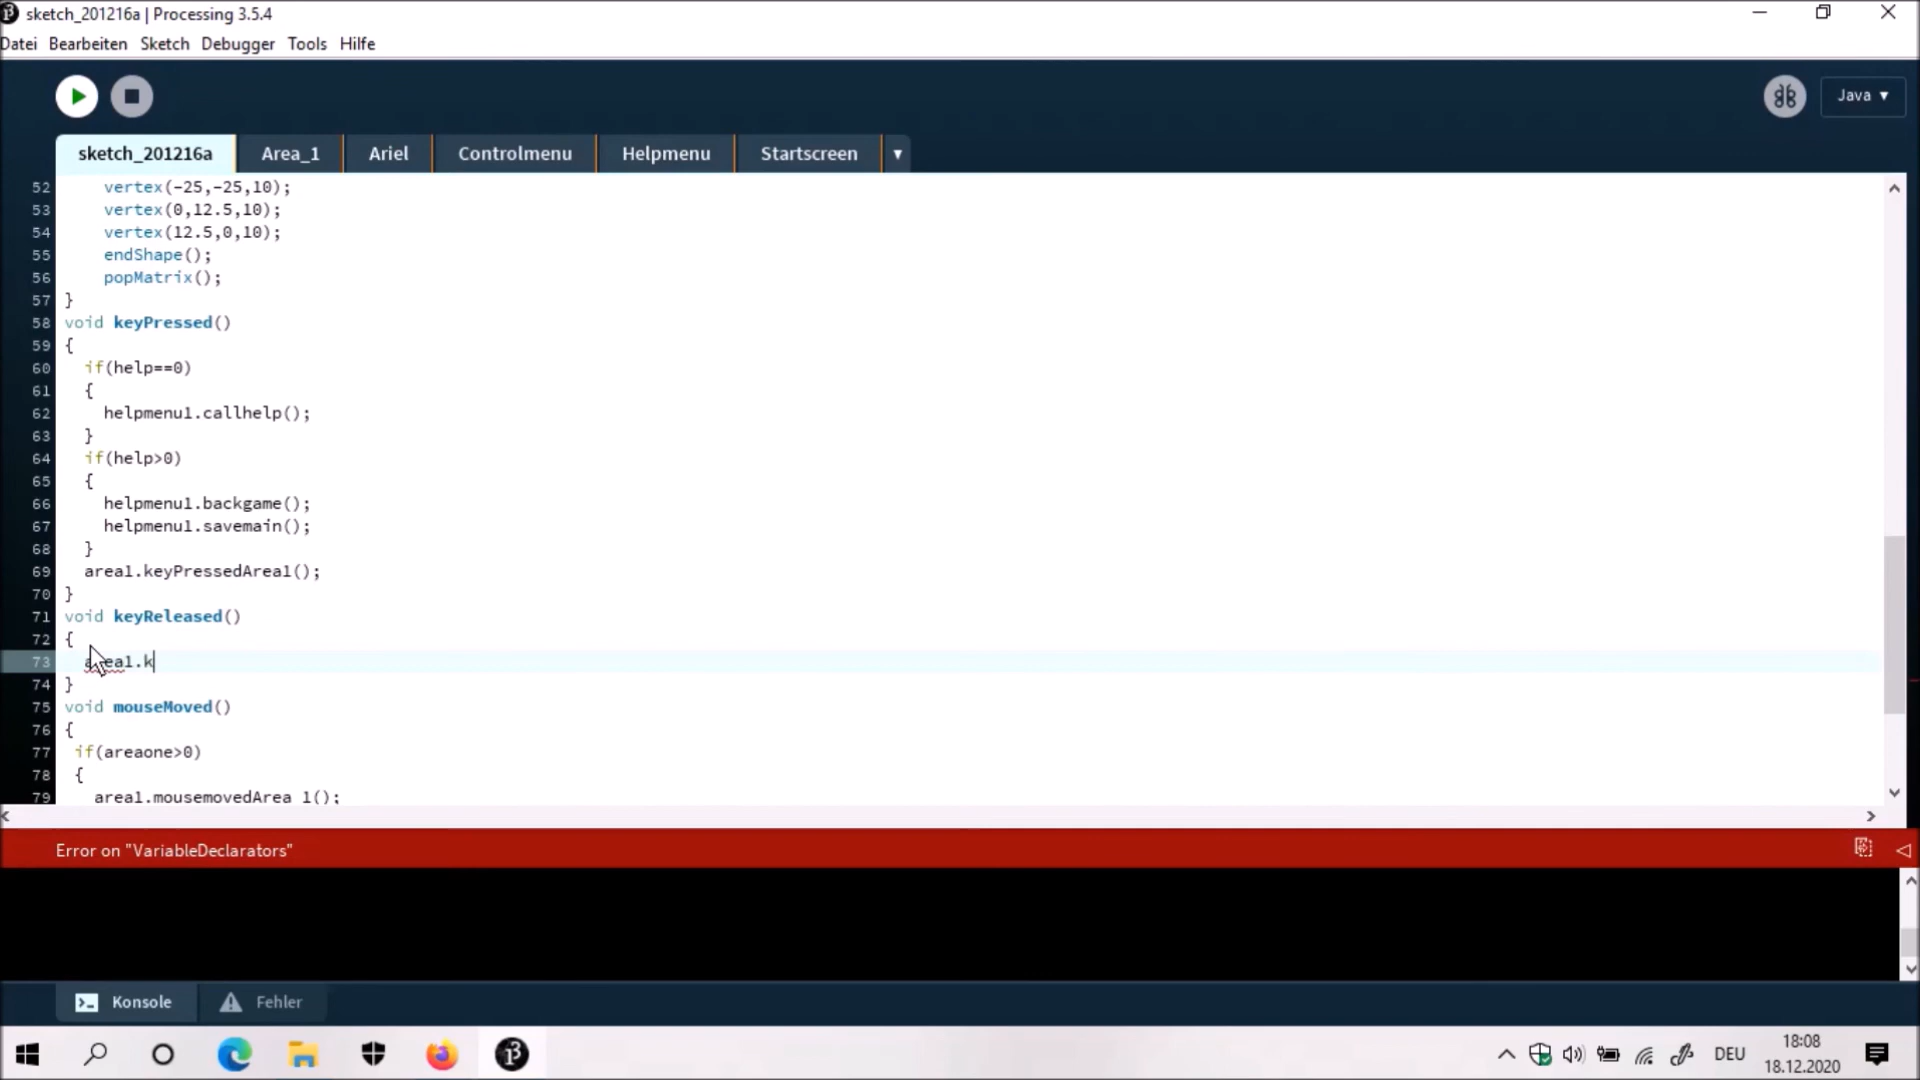 sketch_201216a | Processing 3.5.4
Datei Bearbeiten Sketch Debugger Tools Hilfe
Java ▾
sketch_201216a Area_1 Ariel Controlmenu Helpmenu Startscreen ▾
52 vertex(-25,-25,10);
53 vertex(0,12.5,10);
54 vertex(12.5,0,10);
55 endShape();
56 popMatrix();
57 }
58 void keyPressed()
59 {
60 if(help==0)
61 {
62 helpmenu1.callhelp();
63 }
64 if(help>0)
65 {
66 helpmenu1.backgame();
67 helpmenu1.savemain();
68 }
69 area1.keyPressedArea1();
70 }
71 void keyReleased()
72 {
73 area1.k
74 }
75 void mouseMoved()
76 {
77 if(areaone>0)
78 {
79 area1.mousemovedArea_1();
Error on "VariableDeclarators"
Konsole Fehler
DEU
18:08
18.12.2020